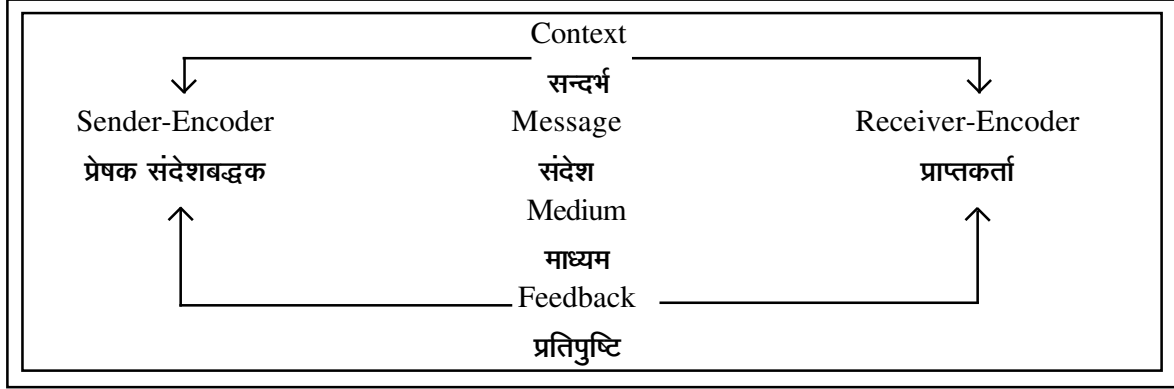 Context
सन्दर्भ
Sender-Encoder Message Receiver-Encoder
प्रेषक संदेशबद्धक संदेश प्राप्तकर्ता
Medium
माध्यम
Feedback
प्रतिपुष्टि